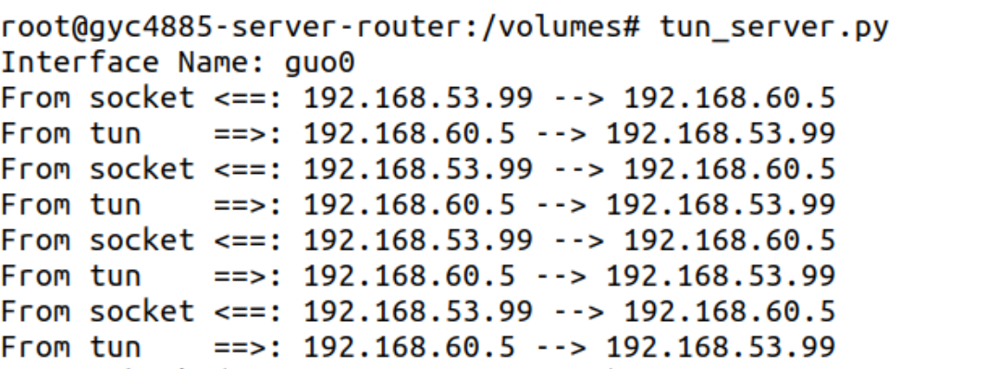 root@gyc4885-server-router:/volumes# tun_server.py
Interface Name: guo0
From socket <==: 192.168.53.99 --> 192.168.60.5
From tun    ==>: 192.168.60.5 --> 192.168.53.99
From socket <==: 192.168.53.99 --> 192.168.60.5
From tun    ==>: 192.168.60.5 --> 192.168.53.99
From socket <==: 192.168.53.99 --> 192.168.60.5
From tun    ==>: 192.168.60.5 --> 192.168.53.99
From socket <==: 192.168.53.99 --> 192.168.60.5
From tun    ==>: 192.168.60.5 --> 192.168.53.99